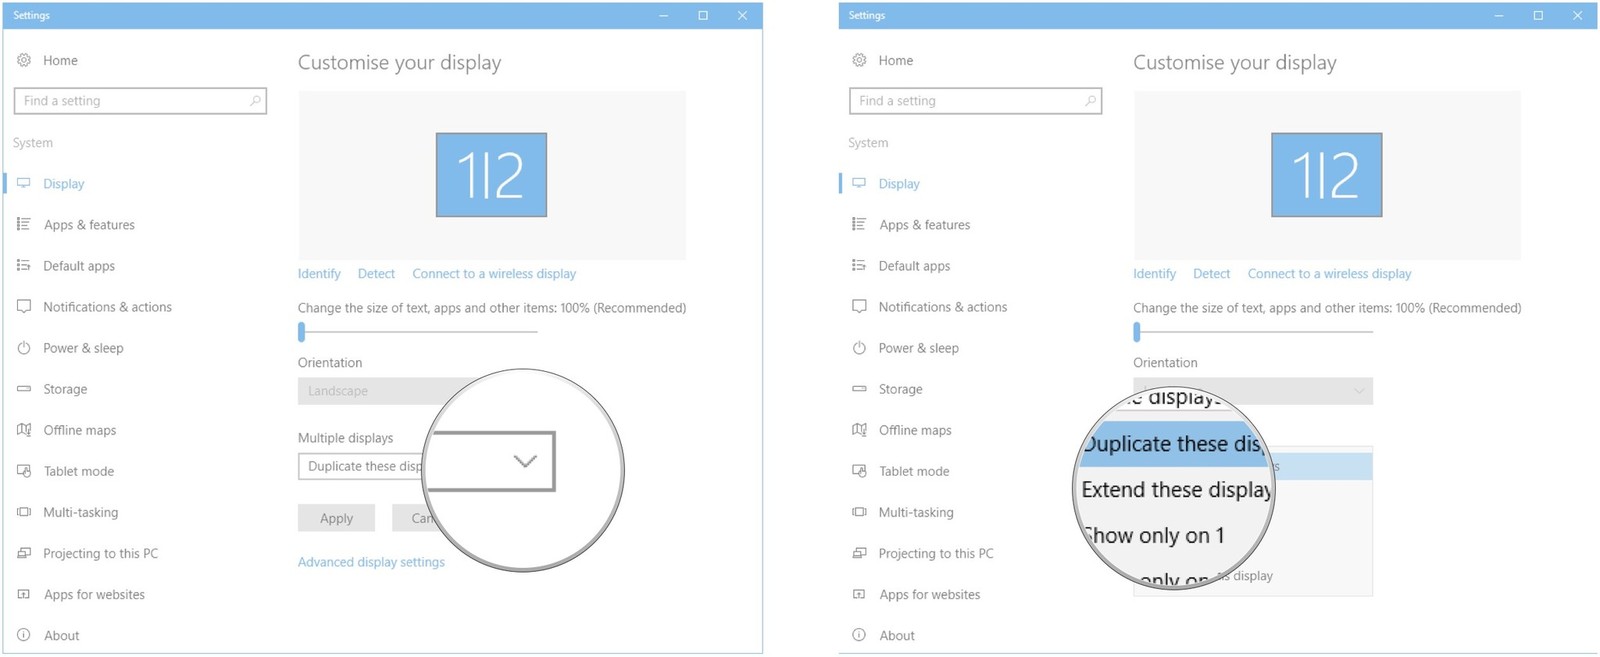 Settings
Home
Customise your display
Find a setting
1|2
System
Display
Apps & features
Default apps
Identify Detect Connect to a wireless display
Notifications & actions
Change the size of text, apps and other items: 100% (Recommended)
Power & sleep
Orientation
Storage
Landscape
Offline maps
Multiple displays
Tablet mode
Duplicate these disp
Multi-tasking
Apply Can
Projecting to this PC
Advanced display settings
Apps for websites
About
Settings
Home
Customise your display
Find a setting
1|2
System
Display
Apps & features
Default apps
Identify Detect Connect to a wireless display
Notifications & actions
Change the size of text, apps and other items: 100% (Recommended)
Power & sleep
Orientation
Storage
displays
Offline maps
Duplicate these dis
Tablet mode
Extend these display
Multi-tasking
Show only on 1
Projecting to this PC
only on
display
Apps for websites
About